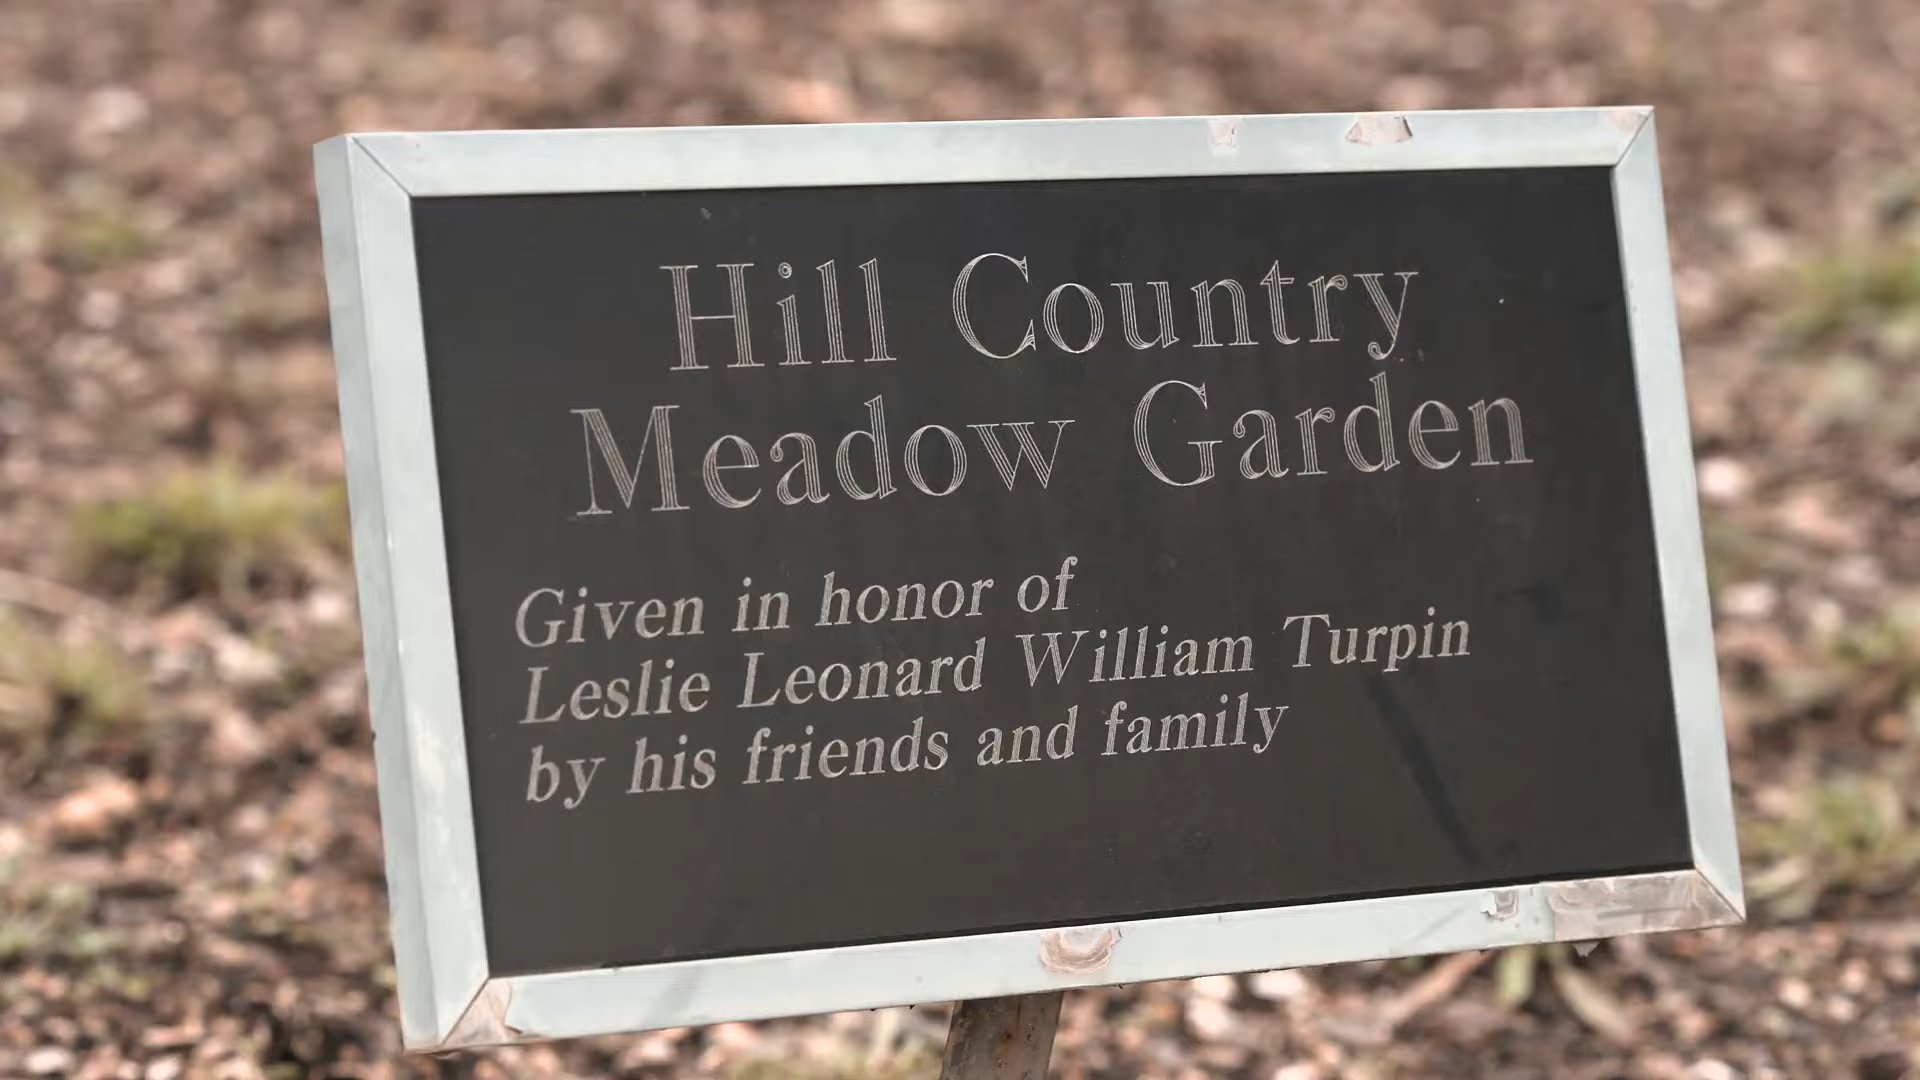 Hill Country
Meadow Garden
Given in honor of
Leslie Leonard William Turpin
by his friends and family